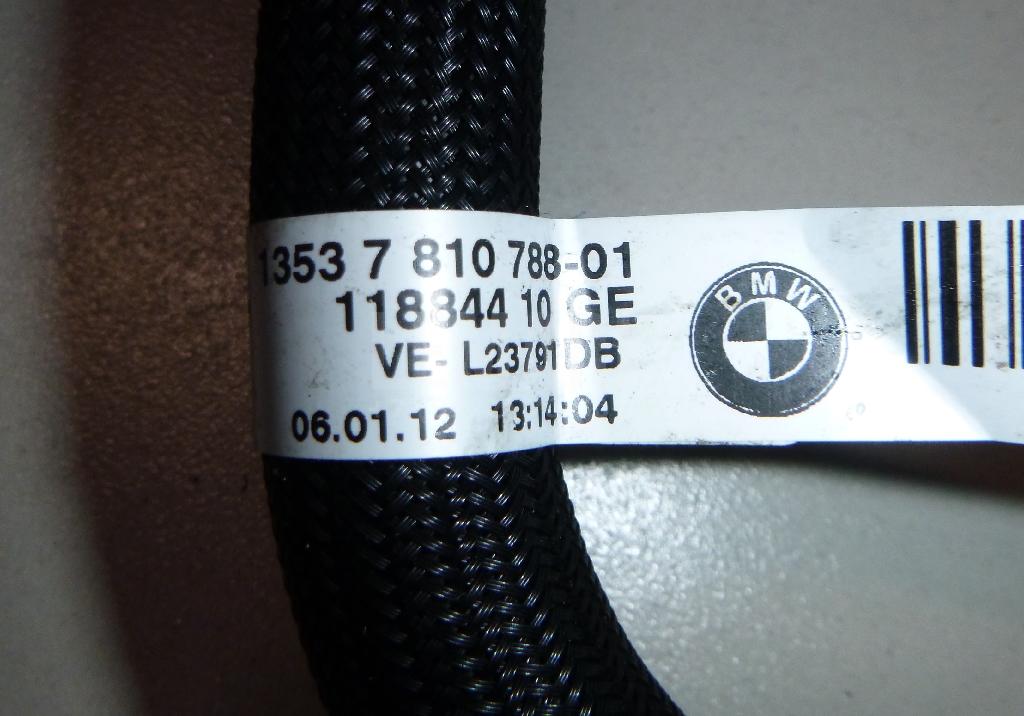 1353 7 810 788-01
118844 10 GE
VE- L23791DB
06.01.12 13:14:04
BMW